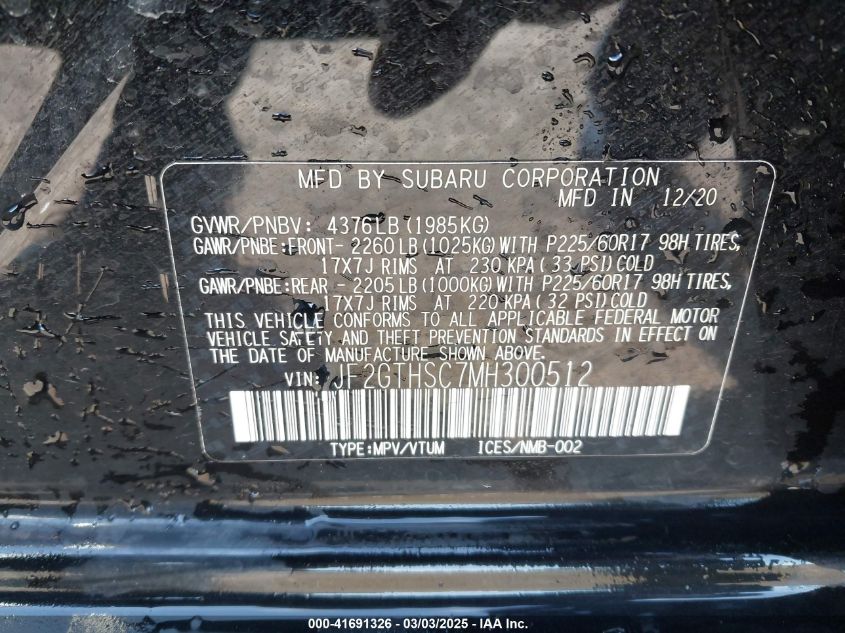 MFD BY SUBARU CORPORATION
MFD IN 12/20
GVWR/PNBV: 4376LB(1985KG)
GAWR/PNBE:FRONT- 2260 LB(1025KG)WITH P225/60R17 98H TIRES,
17X7J RIMS AT 230 KPA(33 PSI)COLD
GAWR/PNBE:REAR - 2205 LB(1000KG)WITH P225/60R17 98H TIRES,
17X7J RIMS AT 220 KPA(32 PSI)COLD
THIS VEHICLE CONFORMS TO ALL APPLICABLE FEDERAL MOTOR
VEHICLE SAFETY AND THEFT PREVENTION STANDARDS IN EFFECT ON
THE DATE OF MANUFACTURE SHOWN ABOVE.
VIN: JF2GTHSC7MH300512
TYPE:MPV/VTUM ICES/NMB-002
000-41691326 - 03/03/2025 - IAA Inc.